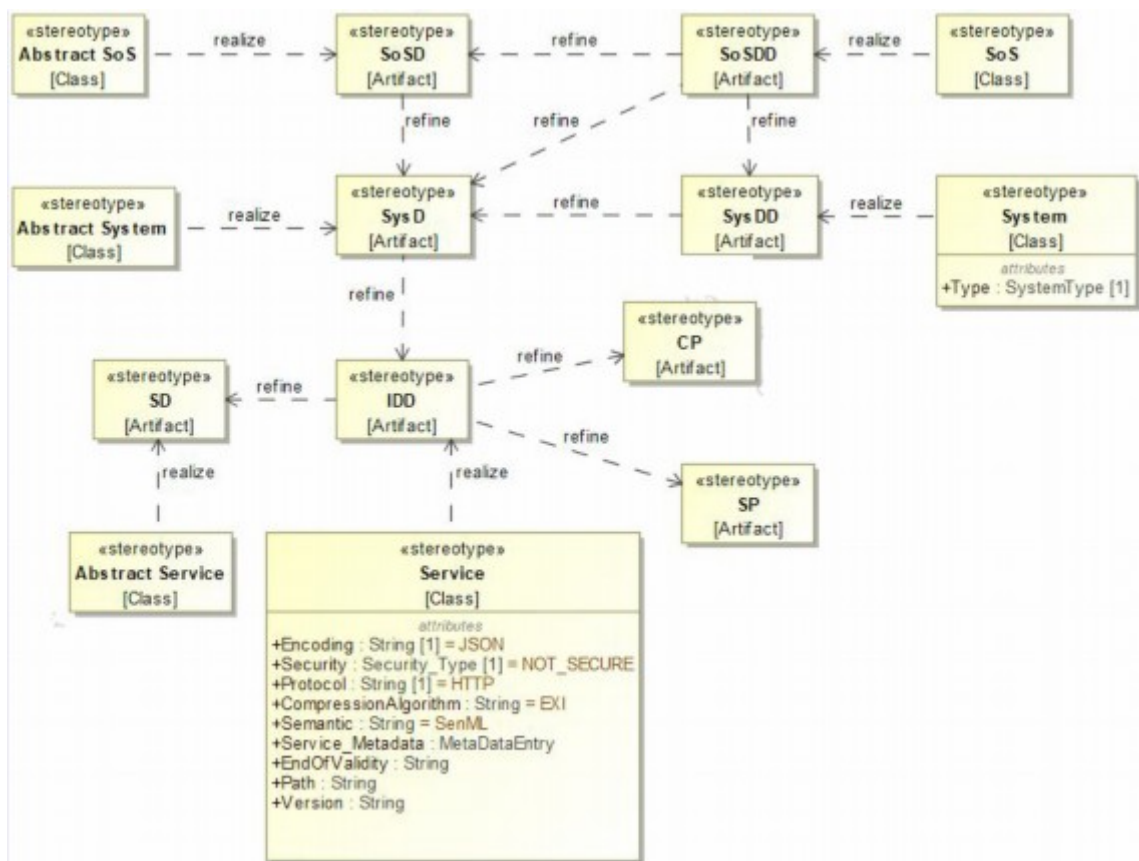 «stereotype»
Abstract SoS
[Class]
realize
«stereotype»
SoSD
[Artifact]
refine
«stereotype»
SoSDD
[Artifact]
realize
«stereotype»
SoS
[Class]
refine
refine
refine
«stereotype»
Abstract System
[Class]
realize
«stereotype»
SysD
[Artifact]
refine
«stereotype»
SysDD
[Artifact]
realize
«stereotype»
System
[Class]
attributes
+Type : SystemType [1]
refine
«stereotype»
CP
[Artifact]
«stereotype»
SD
[Artifact]
refine
«stereotype»
IDD
[Artifact]
refine
refine
«stereotype»
SP
[Artifact]
realize
realize
«stereotype»
Abstract Service
[Class]
«stereotype»
Service
[Class]
attributes
+Encoding : String [1] = JSON
+Security : Security_Type [1] = NOT_SECURE
+Protocol : String [1] = HTTP
+CompressionAlgorithm : String = EXI
+Semantic : String = SenML
+Service_Metadata : MetaDataEntry
+EndOfValidity : String
+Path : String
+Version : String